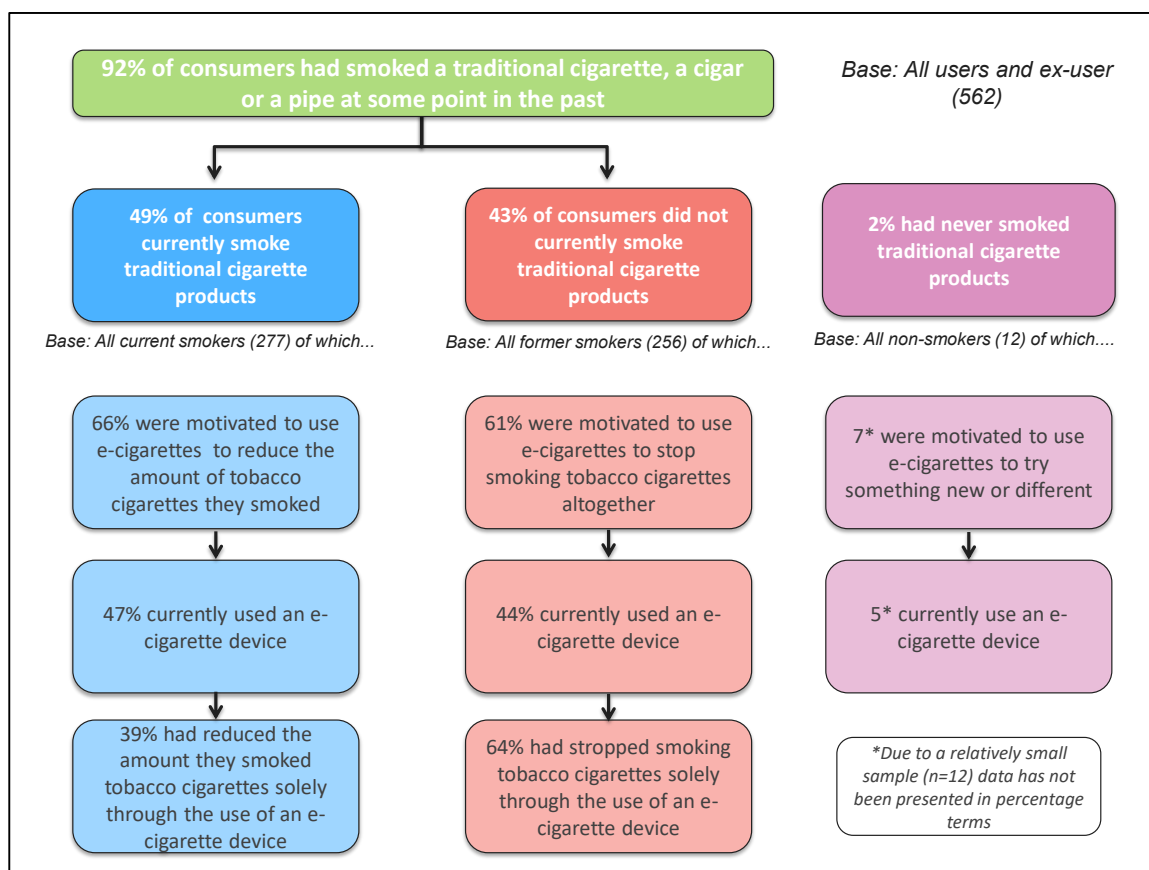 92% of consumers had smoked a traditional cigarette, a cigar
or a pipe at some point in the past
Base: All users and ex-user
(562)
49% of consumers
currently smoke
traditional cigarette
products
Base: All current smokers (277) of which...
43% of consumers did not
currently smoke
traditional cigarette
products
Base: All former smokers (256) of which...
2% had never smoked
traditional cigarette
products
Base: All non-smokers (12) of which....
66% were motivated to use
e-cigarettes to reduce the
amount of tobacco
cigarettes they smoked
61% were motivated to use
e-cigarettes to stop
smoking tobacco cigarettes
altogether
7* were motivated to use
e-cigarettes to try
something new or different
47% currently used an e-
cigarette device
44% currently used an e-
cigarette device
5* currently use an e-
cigarette device
39% had reduced the
amount they smoked
tobacco cigarettes solely
through the use of an e-
cigarette device
64% had stropped smoking
tobacco cigarettes solely
through the use of an e-
cigarette device
*Due to a relatively small
sample (n=12) data has not
been presented in percentage
terms